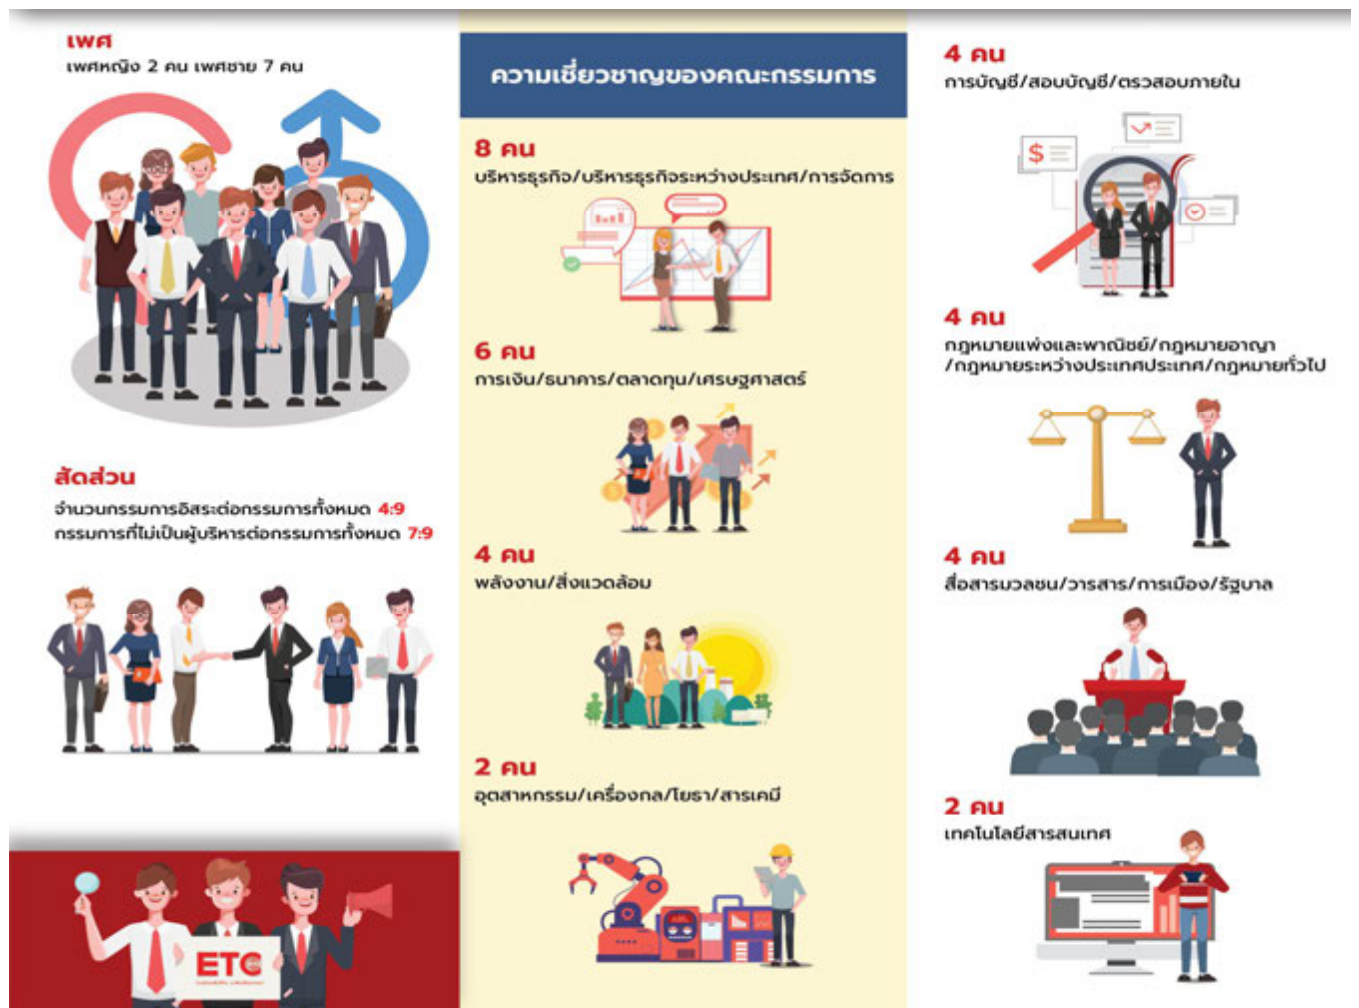 เพศ
เพศหญิง 2 คน เพศชาย 7 คน
สัดส่วน
จำนวนกรรมการอิสระต่อกรรมการทั้งหมด 4:9
กรรมการที่ไม่เป็นผู้บริหารต่อกรรมการทั้งหมด 7:9
ETC
ความเชี่ยวชาญของคณะกรรมการ
8 คน
บริหารธุรกิจ/บริหารธุรกิจระหว่างประเทศ/การจัดการ
6 คน
การเงิน/ธนาคาร/ตลาดทุน/เศรษฐศาสตร์
4 คน
พลังงาน/สิ่งแวดล้อม
2 คน
อุตสาหกรรม/เครื่องกล/โยธา/สารเคมี
4 คน
การบัญชี/สอบบัญชี/ตรวสอบภายใน
$
4 คน
กฎหมายแพ่งและพาณิชย์/กฎหมายอาญา
/กฎหมายระหว่างประเทศประเทศ/กฎหมายทั่วไป
4 คน
สื่อสารมวลชน/วารสาร/การเมือง/รัฐบาล
2 คน
เทคโนโลยีสารสนเทศ